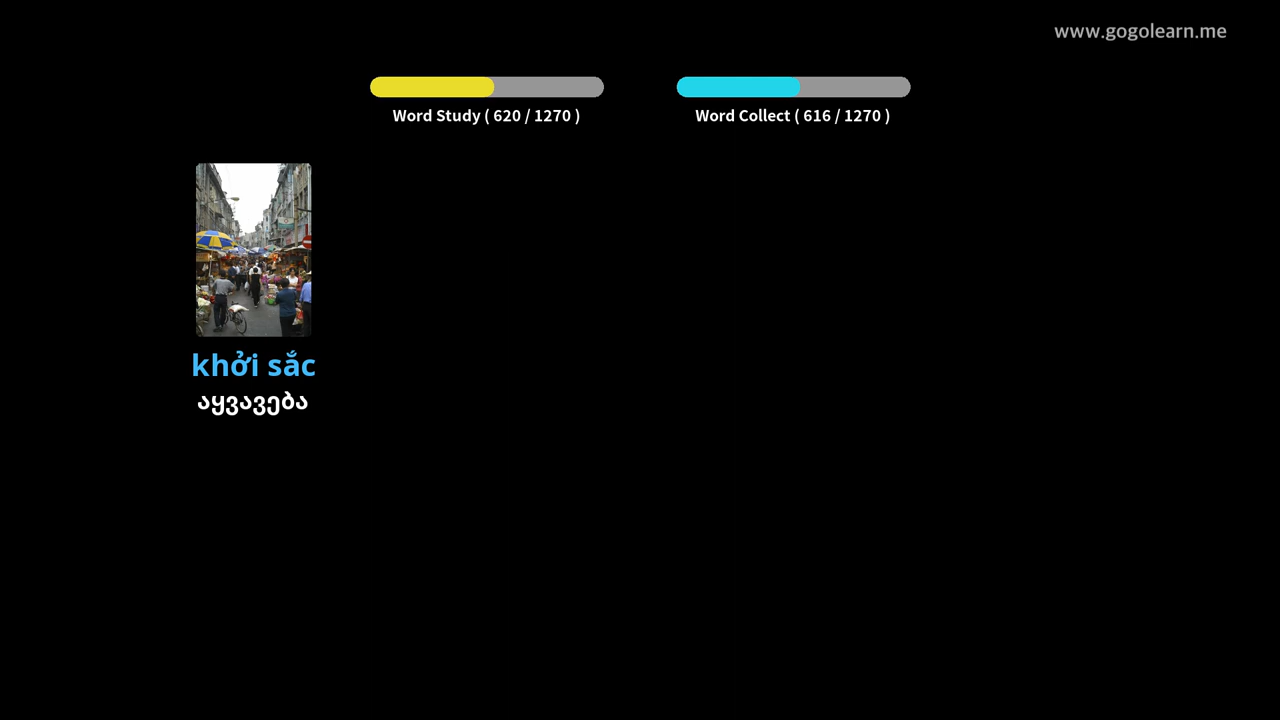 www.gogolearn.me
Word Study ( 620 / 1270 )
Word Collect ( 616 / 1270 )
khởi sắc
აყვავება